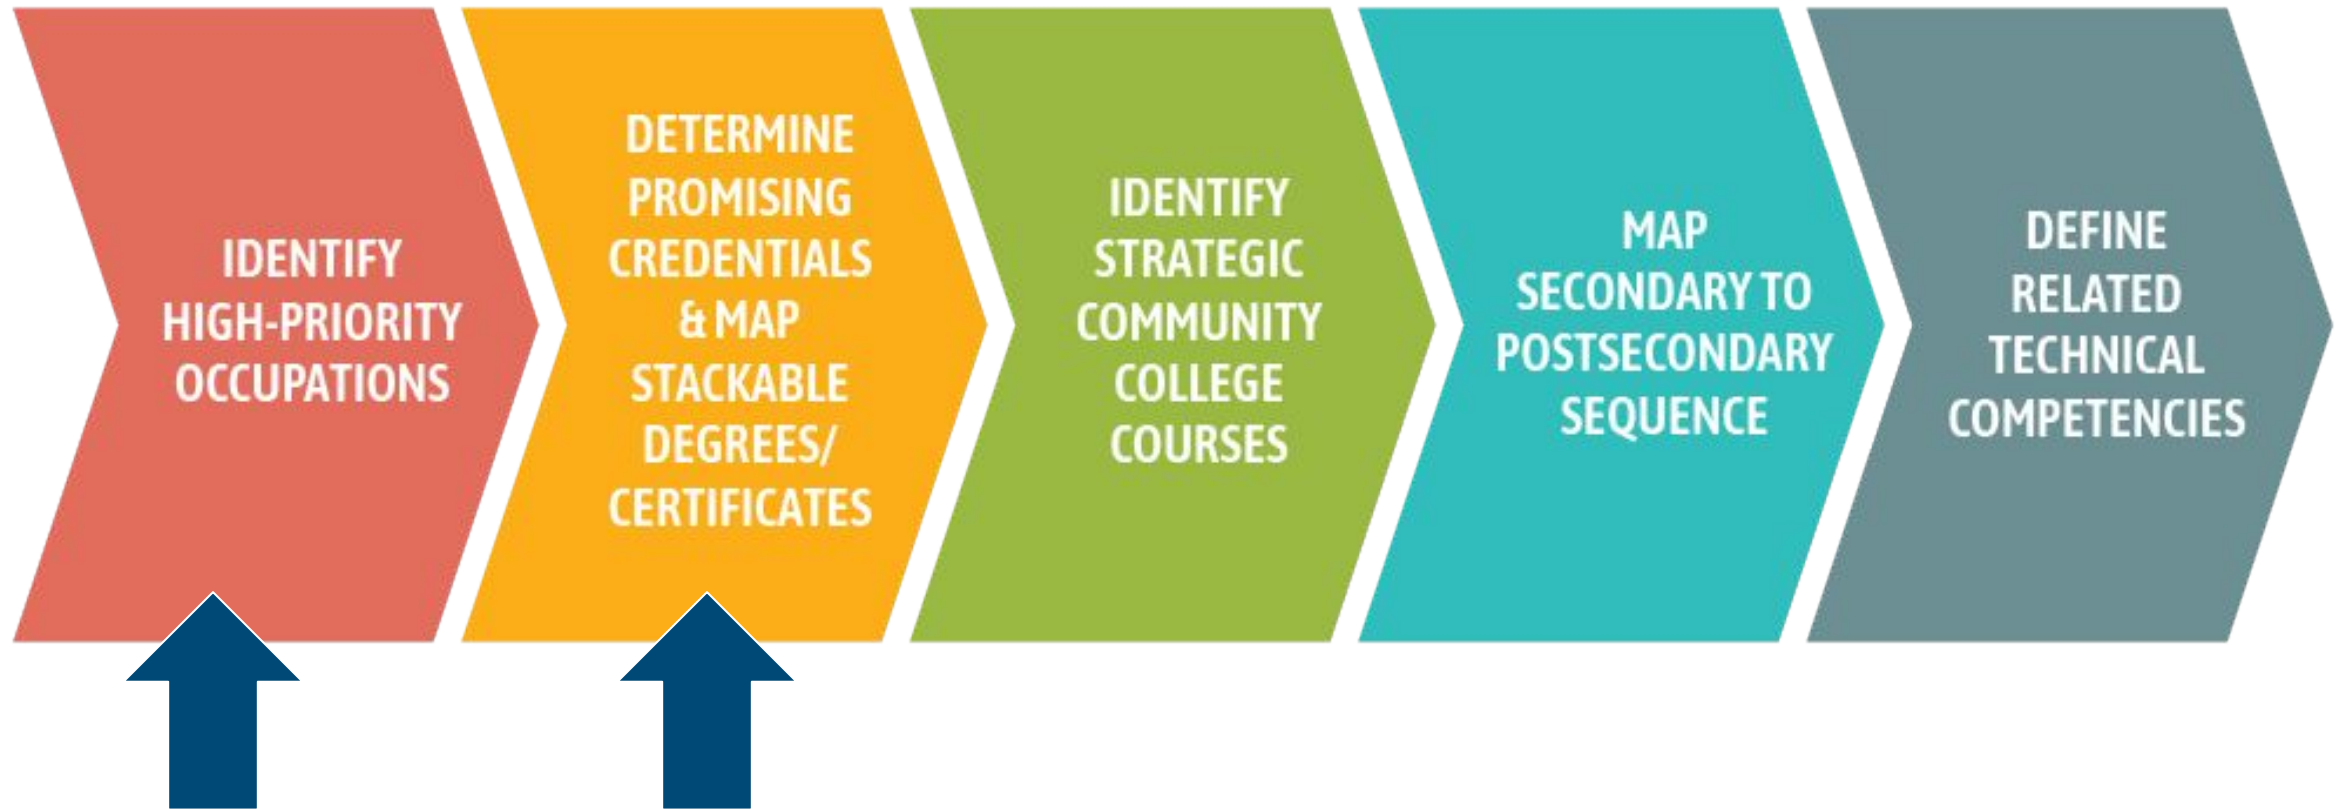 IDENTIFY
HIGH-PRIORITY
OCCUPATIONS
DETERMINE
PROMISING
CREDENTIALS
& MAP
STACKABLE
DEGREES/
CERTIFICATES
IDENTIFY
STRATEGIC
COMMUNITY
COLLEGE
COURSES
MAP
SECONDARY TO
POSTSECONDARY
SEQUENCE
DEFINE
RELATED
TECHNICAL
COMPETENCIES